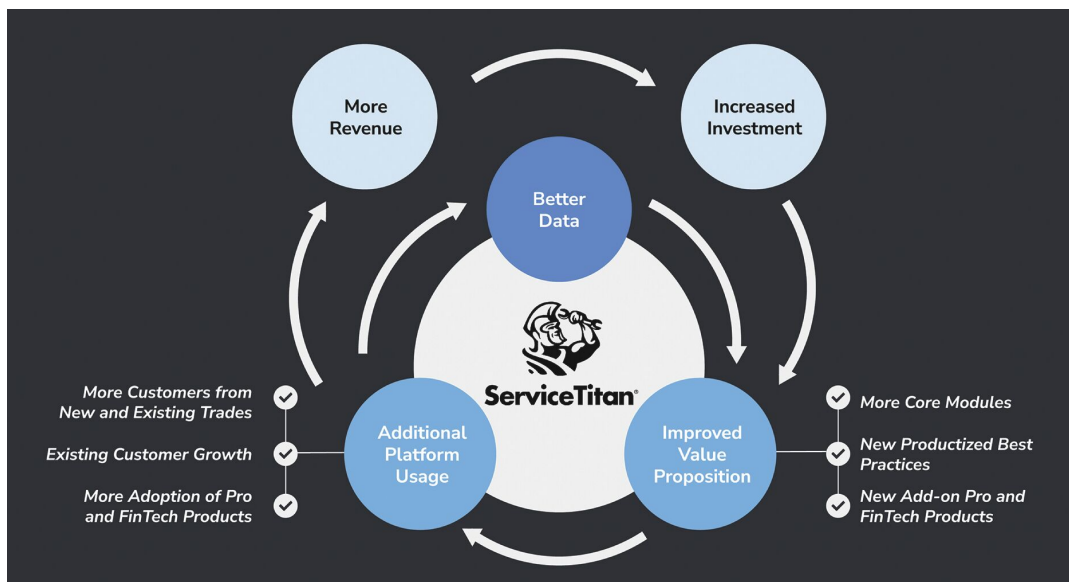 More
Revenue
Increased
Investment
Better
Data
ServiceTitan®
More Customers from
New and Existing Trades
Existing Customer Growth
More Adoption of Pro
and FinTech Products
Additional
Platform
Usage
Improved
Value
Proposition
More Core Modules
New Productized Best
Practices
New Add-on Pro and
FinTech Products